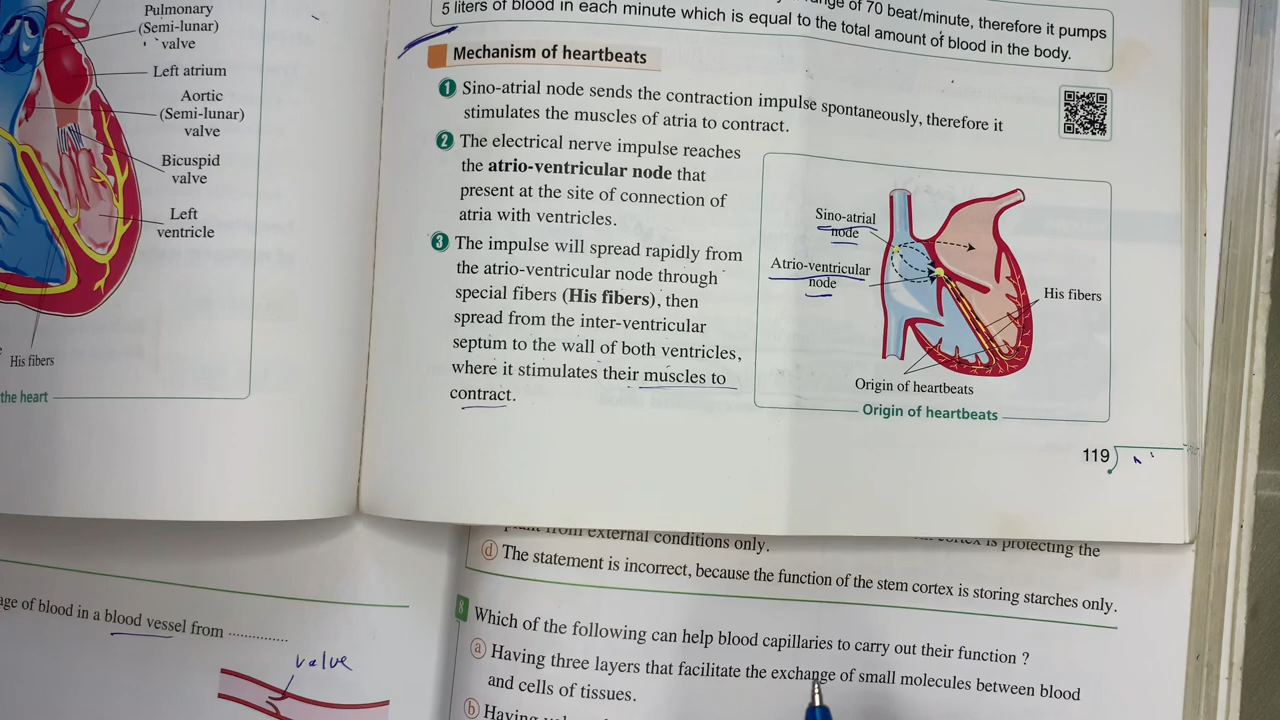 Pulmonary
(Semi-lunar)
valve
Left atrium
Aortic
(Semi-lunar)
valve
Bicuspid
valve
Left
ventricle
His fibers
the heart
of 70 beat/minute, therefore it pumps
5 liters of blood in each minute which is equal to the total amount of blood in the body.
Mechanism of heartbeats
1 Sino-atrial node sends the contraction impulse spontaneously, therefore it
stimulates the muscles of atria to contract.
2 The electrical nerve impulse reaches
the atrio-ventricular node that
present at the site of connection of
atria with ventricles.
3 The impulse will spread rapidly from
the atrio-ventricular node through
special fibers (His fibers), then
spread from the inter-ventricular
septum to the wall of both ventricles,
where it stimulates their muscles to
contract.
Sino-atrial
node
Atrio-ventricular
node
His fibers
Origin of heartbeats
Origin of heartbeats
119
from external conditions only.
is protecting the
d The statement is incorrect, because the function of the stem cortex is storing starches only.
of blood in a blood vessel from ..............
valve
8 Which of the following can help blood capillaries to carry out their function ?
a Having three layers that facilitate the exchange of small molecules between blood
and cells of tissues.
b Having